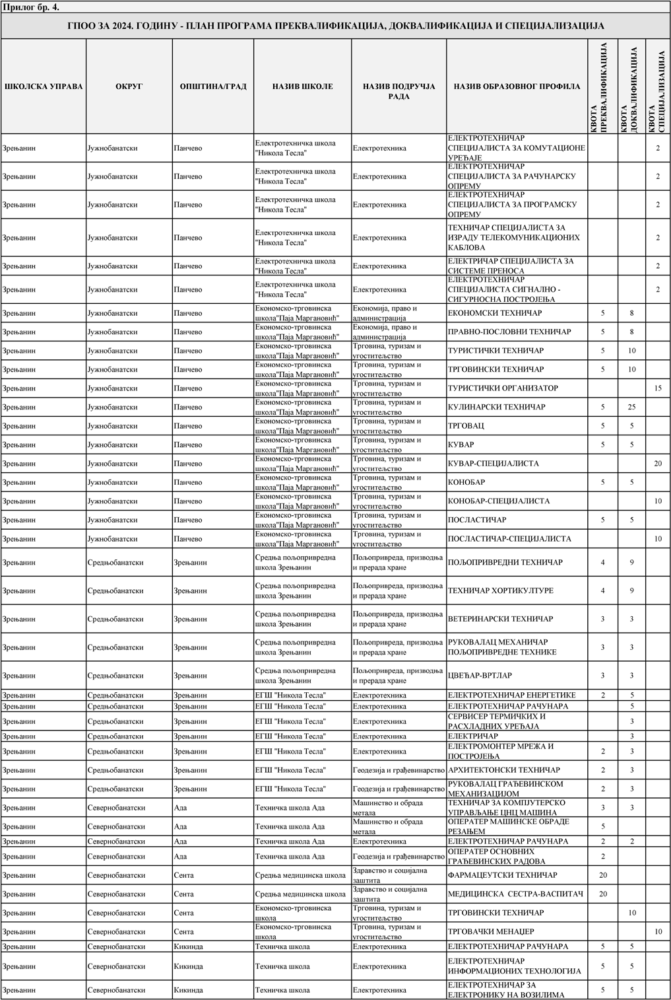 Прилог бр. 4.
ГПОО ЗА 2024. ГОДИНУ - ПЛАН ПРОГРАМА ПРЕКВАЛИФИКАЦИЈА, ДОКВАЛИФИКАЦИЈА И СПЕЦИЈАЛИЗАЦИЈА
ШКОЛСКА УПРАВА ОКРУГ ОПШТИНА/ГРАД НАЗИВ ШКОЛЕ НАЗИВ ПОДРУЧЈА РАДА НАЗИВ ОБРАЗОВНОГ ПРОФИЛА КВОТА ПРЕКВАЛИФИКАЦИЈА КВОТА ДОКВАЛИФИКАЦИЈА КВОТА СПЕЦИЈАЛИЗАЦИЈА
Зрењанин Јужнобанатски Панчево Електротехничка школа "Никола Тесла" Електротехника ЕЛЕКТРОТЕХНИЧАР СПЕЦИЈАЛИСТА ЗА КОМУТАЦИОНЕ УРЕЂАЈЕ 2
Зрењанин Јужнобанатски Панчево Електротехничка школа "Никола Тесла" Електротехника ЕЛЕКТРОТЕХНИЧАР СПЕЦИЈАЛИСТА ЗА РАЧУНАРСКУ ОПРЕМУ 2
Зрењанин Јужнобанатски Панчево Електротехничка школа "Никола Тесла" Електротехника ЕЛЕКТРОТЕХНИЧАР СПЕЦИЈАЛИСТА ЗА ПРОГРАМСКУ ОПРЕМУ 2
Зрењанин Јужнобанатски Панчево Електротехничка школа "Никола Тесла" Електротехника ТЕХНИЧАР СПЕЦИЈАЛИСТА ЗА ИЗРАДУ ТЕЛЕКОМУНИКАЦИОНИХ КАБЛОВА 2
Зрењанин Јужнобанатски Панчево Електротехничка школа "Никола Тесла" Електротехника ЕЛЕКТРИЧАР СПЕЦИЈАЛИСТА ЗА СИСТЕМЕ ПРЕНОСА 2
Зрењанин Јужнобанатски Панчево Електротехничка школа "Никола Тесла" Електротехника ЕЛЕКТРОТЕХНИЧАР СПЕЦИЈАЛИСТА СИГНАЛНО - СИГУРНОСНА ПОСТРОЈЕЊА 2
Зрењанин Јужнобанатски Панчево Економско-трговинска школа"Паја Маргановић" Економија, право и администрација ЕКОНОМСКИ ТЕХНИЧАР 5 8
Зрењанин Јужнобанатски Панчево Економско-трговинска школа"Паја Маргановић" Економија, право и администрација ПРАВНО-ПОСЛОВНИ ТЕХНИЧАР 5 8
Зрењанин Јужнобанатски Панчево Економско-трговинска школа"Паја Маргановић" Трговина, туризам и угоститељство ТУРИСТИЧКИ ТЕХНИЧАР 5 10
Зрењанин Јужнобанатски Панчево Економско-трговинска школа"Паја Маргановић" Трговина, туризам и угоститељство ТРГОВИНСКИ ТЕХНИЧАР 5 10
Зрењанин Јужнобанатски Панчево Економско-трговинска школа"Паја Маргановић" Трговина, туризам и угоститељство ТУРИСТИЧКИ ОРГАНИЗАТОР 15
Зрењанин Јужнобанатски Панчево Економско-трговинска школа"Паја Маргановић" Трговина, туризам и угоститељство КУЛИНАРСКИ ТЕХНИЧАР 5 25
Зрењанин Јужнобанатски Панчево Економско-трговинска школа"Паја Маргановић" Трговина, туризам и угоститељство ТРГОВАЦ 5 5
Зрењанин Јужнобанатски Панчево Економско-трговинска школа"Паја Маргановић" Трговина, туризам и угоститељство КУВАР 5 5
Зрењанин Јужнобанатски Панчево Економско-трговинска школа"Паја Маргановић" Трговина, туризам и угоститељство КУВАР-СПЕЦИЈАЛИСТА 20
Зрењанин Јужнобанатски Панчево Економско-трговинска школа"Паја Маргановић" Трговина, туризам и угоститељство КОНОБАР 5 5
Зрењанин Јужнобанатски Панчево Економско-трговинска школа"Паја Маргановић" Трговина, туризам и угоститељство КОНОБАР-СПЕЦИЈАЛИСТА 10
Зрењанин Јужнобанатски Панчево Економско-трговинска школа"Паја Маргановић" Трговина, туризам и угоститељство ПОСЛАСТИЧАР 5 5
Зрењанин Јужнобанатски Панчево Економско-трговинска школа"Паја Маргановић" Трговина, туризам и угоститељство ПОСЛАСТИЧАР-СПЕЦИЈАЛИСТА 10
Зрењанин Средњобанатски Зрењанин Средња пољопривредна школа Зрењанин Пољопривреда, призводња и прерада хране ПОЉОПРИВРЕДНИ ТЕХНИЧАР 4 9
Зрењанин Средњобанатски Зрењанин Средња пољопривредна школа Зрењанин Пољопривреда, призводња и прерада хране ТЕХНИЧАР ХОРТИКУЛТУРЕ 4 9
Зрењанин Средњобанатски Зрењанин Средња пољопривредна школа Зрењанин Пољопривреда, призводња и прерада хране ВЕТЕРИНАРСКИ ТЕХНИЧАР 3 3
Зрењанин Средњобанатски Зрењанин Средња пољопривредна школа Зрењанин Пољопривреда, призводња и прерада хране РУКОВАЛАЦ МЕХАНИЧАР ПОЉОПРИВРЕДНЕ ТЕХНИКЕ 3 3
Зрењанин Средњобанатски Зрењанин Средња пољопривредна школа Зрењанин Пољопривреда, призводња и прерада хране ЦВЕЋАР-ВРТЛАР 3 3
Зрењанин Средњобанатски Зрењанин ЕГШ "Никола Тесла" Електротехника ЕЛЕКТРОТЕХНИЧАР ЕНЕРГЕТИКЕ 2 5
Зрењанин Средњобанатски Зрењанин ЕГШ "Никола Тесла" Електротехника ЕЛЕКТРОТЕХНИЧАР РАЧУНАРА 5
Зрењанин Средњобанатски Зрењанин ЕГШ "Никола Тесла" Електротехника СЕРВИСЕР ТЕРМИЧКИХ И РАСХЛАДНИХ УРЕЂАЈА 3
Зрењанин Средњобанатски Зрењанин ЕГШ "Никола Тесла" Електротехника ЕЛЕКТРИЧАР 3
Зрењанин Средњобанатски Зрењанин ЕГШ "Никола Тесла" Електротехника ЕЛЕКТРОМОНТЕР МРЕЖА И ПОСТРОЈЕЊА 2 3
Зрењанин Средњобанатски Зрењанин ЕГШ "Никола Тесла" Геодезија и грађевинарство АРХИТЕКТОНСКИ ТЕХНИЧАР 2 3
Зрењанин Средњобанатски Зрењанин ЕГШ "Никола Тесла" Геодезија и грађевинарство РУКОВАЛАЦ ГРАЂЕВИНСКОМ МЕХАНИЗАЦИЈОМ 2 3
Зрењанин Севернобанатски Ада Техничка школа Ада Машинство и обрада метала ТЕХНИЧАР ЗА КОМПЈУТЕРСКО УПРАВЉАЊЕ ЦНЦ МАШИНА 3 3
Зрењанин Севернобанатски Ада Техничка школа Ада Машинство и обрада метала ОПЕРАТЕР МАШИНСКЕ ОБРАДЕ РЕЗАЊЕМ 5
Зрењанин Севернобанатски Ада Техничка школа Ада Електротехника ЕЛЕКТРОТЕХНИЧАР РАЧУНАРА 2 2
Зрењанин Севернобанатски Ада Техничка школа Ада Геодезија и грађевинарство ОПЕРАТЕР ОСНОВНИХ ГРАЂЕВИНСКИХ РАДОВА 2
Зрењанин Севернобанатски Сента Средња медицинска школа Здравство и социјална заштита ФАРМАЦЕУТСКИ ТЕХНИЧАР 20
Зрењанин Севернобанатски Сента Средња медицинска школа Здравство и социјална заштита МЕДИЦИНСКА СЕСТРА-ВАСПИТАЧ 20
Зрењанин Севернобанатски Сента Економско-трговинска школа Трговина, туризам и угоститељство ТРГОВИНСКИ ТЕХНИЧАР 10
Зрењанин Севернобанатски Сента Економско-трговинска школа Трговина, туризам и угоститељство ТРГОВАЧКИ МЕНАЏЕР 10
Зрењанин Севернобанатски Кикинда Техничка школа Електротехника ЕЛЕКТРОТЕХНИЧАР РАЧУНАРА 5 5
Зрењанин Севернобанатски Кикинда Техничка школа Електротехника ЕЛЕКТРОТЕХНИЧАР ИНФОРМАЦИОНИХ ТЕХНОЛОГИЈА 5 5
Зрењанин Севернобанатски Кикинда Техничка школа Електротехника ЕЛЕКТРОТЕХНИЧАР ЗА ЕЛЕКТРОНИКУ НА ВОЗИЛИМА 5 5